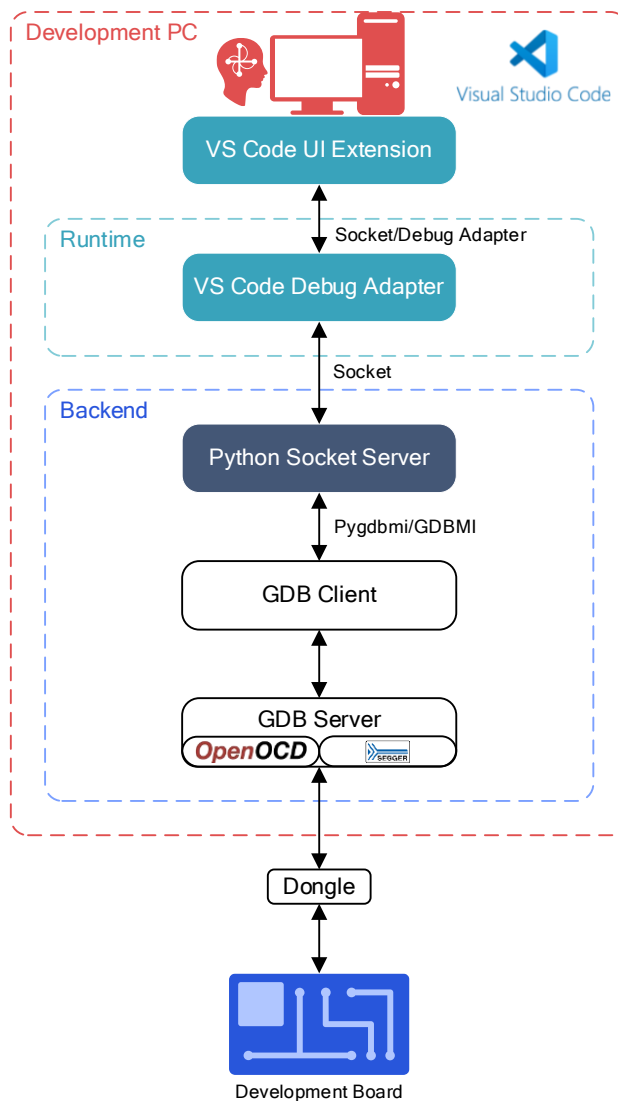 Development PC
Visual Studio Code
VS Code UI Extension
Socket/Debug Adapter
Runtime
VS Code Debug Adapter
Socket
Backend
Python Socket Server
Pygdbmi/GDBMI
GDB Client
GDB Server
OpenOCD
SEGGER
Dongle
Development Board